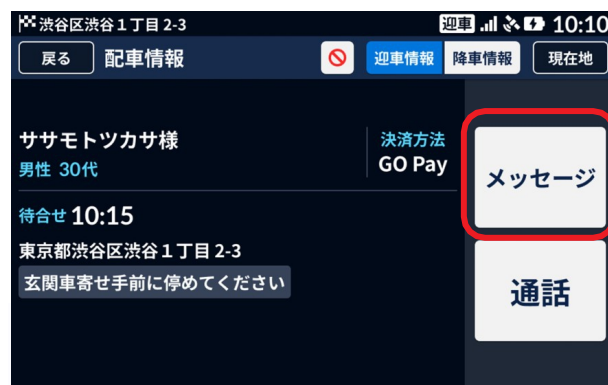 渋谷区渋谷1丁目2-3 迎車 10:10
戻る 配車情報 迎車情報 降車情報 現在地
ササモトツカサ様 決済方法
男性 30代 GO Pay
メッセージ
待合せ 10:15
東京都渋谷区渋谷1丁目2-3
玄関車寄せ手前に停めてください
通話